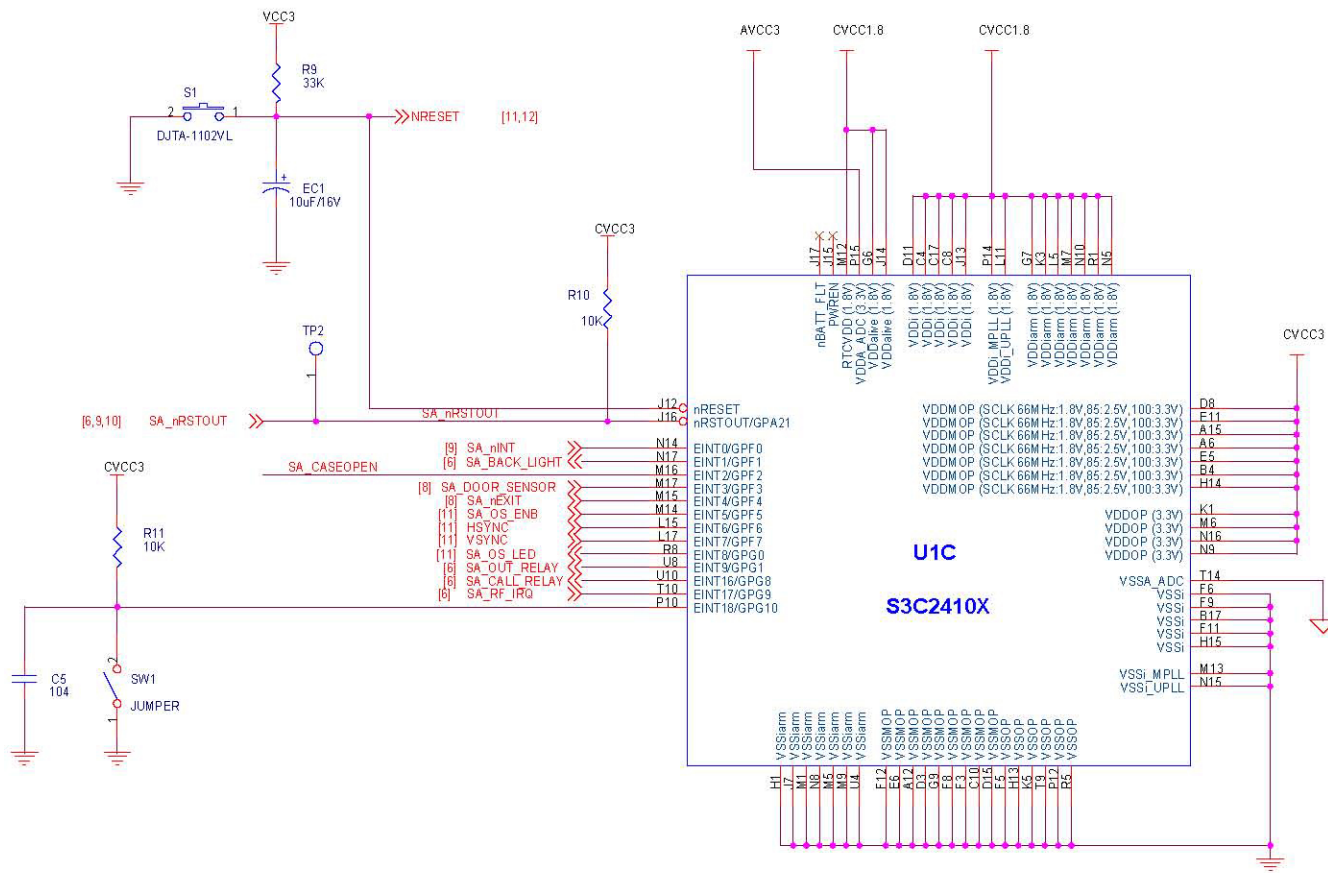 VCC3
AVCC3
CVCC1.8
CVCC1.8
R9
33K
S1
2
1
DJTA-1102VL
NRESET
[11,12]
+
EC1
10uF/16V
CVCC3
R10
10K
TP2
1
[6,9,10]
SA_nRSTOUT
SA_nRSTOUT
J17
J15
M12
P15
G6
J14
D11
C4
C17
C8
J13
P14
L11
G7
K3
L5
M7
N10
R1
N5
nBATT_FLT
PWREN
RTCVDD (1.8V)
VDDA_ADC (3.3V)
VDDalive (1.8V)
VDDalive (1.8V)
VDDi (1.8V)
VDDi (1.8V)
VDDi (1.8V)
VDDi (1.8V)
VDDi (1.8V)
VDDi_MPLL (1.8V)
VDDi_UPLL (1.8V)
VDDiarm (1.8V)
VDDiarm (1.8V)
VDDiarm (1.8V)
VDDiarm (1.8V)
VDDiarm (1.8V)
VDDiarm (1.8V)
VDDiarm (1.8V)
CVCC3
J12 nRESET
J16 nRSTOUT/GPA21
[9] SA_nINT N14 EINT0/GPF0
[6] SA_BACK_LIGHT N17 EINT1/GPF1
SA_CASEOPEN M16 EINT2/GPF2
[8] SA_DOOR_SENSOR M17 EINT3/GPF3
[8] SA_nEXIT M15 EINT4/GPF4
[11] SA_OS_ENB M14 EINT5/GPF5
[11] HSYNC L15 EINT6/GPF6
[11] VSYNC L17 EINT7/GPF7
[11] SA_OS_LED R8 EINT8/GPG0
[6] SA_OUT_RELAY U8 EINT9/GPG1
[6] SA_CALL_RELAY U10 EINT16/GPG8
[6] SA_RF_IRQ T10 EINT17/GPG9
P10 EINT18/GPG10
VDDMOP (SCLK 66MHz:1.8V,85:2.5V,100:3.3V) D8
VDDMOP (SCLK 66MHz:1.8V,85:2.5V,100:3.3V) E11
VDDMOP (SCLK 66MHz:1.8V,85:2.5V,100:3.3V) A15
VDDMOP (SCLK 66MHz:1.8V,85:2.5V,100:3.3V) A6
VDDMOP (SCLK 66MHz:1.8V,85:2.5V,100:3.3V) E5
VDDMOP (SCLK 66MHz:1.8V,85:2.5V,100:3.3V) B4
VDDMOP (SCLK 66MHz:1.8V,85:2.5V,100:3.3V) H14
VDDOP (3.3V) K1
VDDOP (3.3V) M6
VDDOP (3.3V) N16
VDDOP (3.3V) N9
U1C
S3C2410X
VSSA_ADC T14
VSSi F6
VSSi F9
VSSi B17
VSSi F11
VSSi H15
VSSi_MPLL M13
VSSi_UPLL N15
CVCC3
R11
10K
C5
104
2
SW1
JUMPER
1
VSSiarm
VSSiarm
VSSiarm
VSSiarm
VSSiarm
VSSiarm
VSSiarm
VSSMOP
VSSMOP
VSSMOP
VSSMOP
VSSMOP
VSSMOP
VSSMOP
VSSMOP
VSSMOP
VSSOP
VSSOP
VSSOP
VSSOP
VSSOP
VSSOP
H1
J7
M1
N8
M5
M9
U4
F12
E6
A12
D3
G9
F8
F3
C10
D15
F5
H13
K5
T9
P12
R5